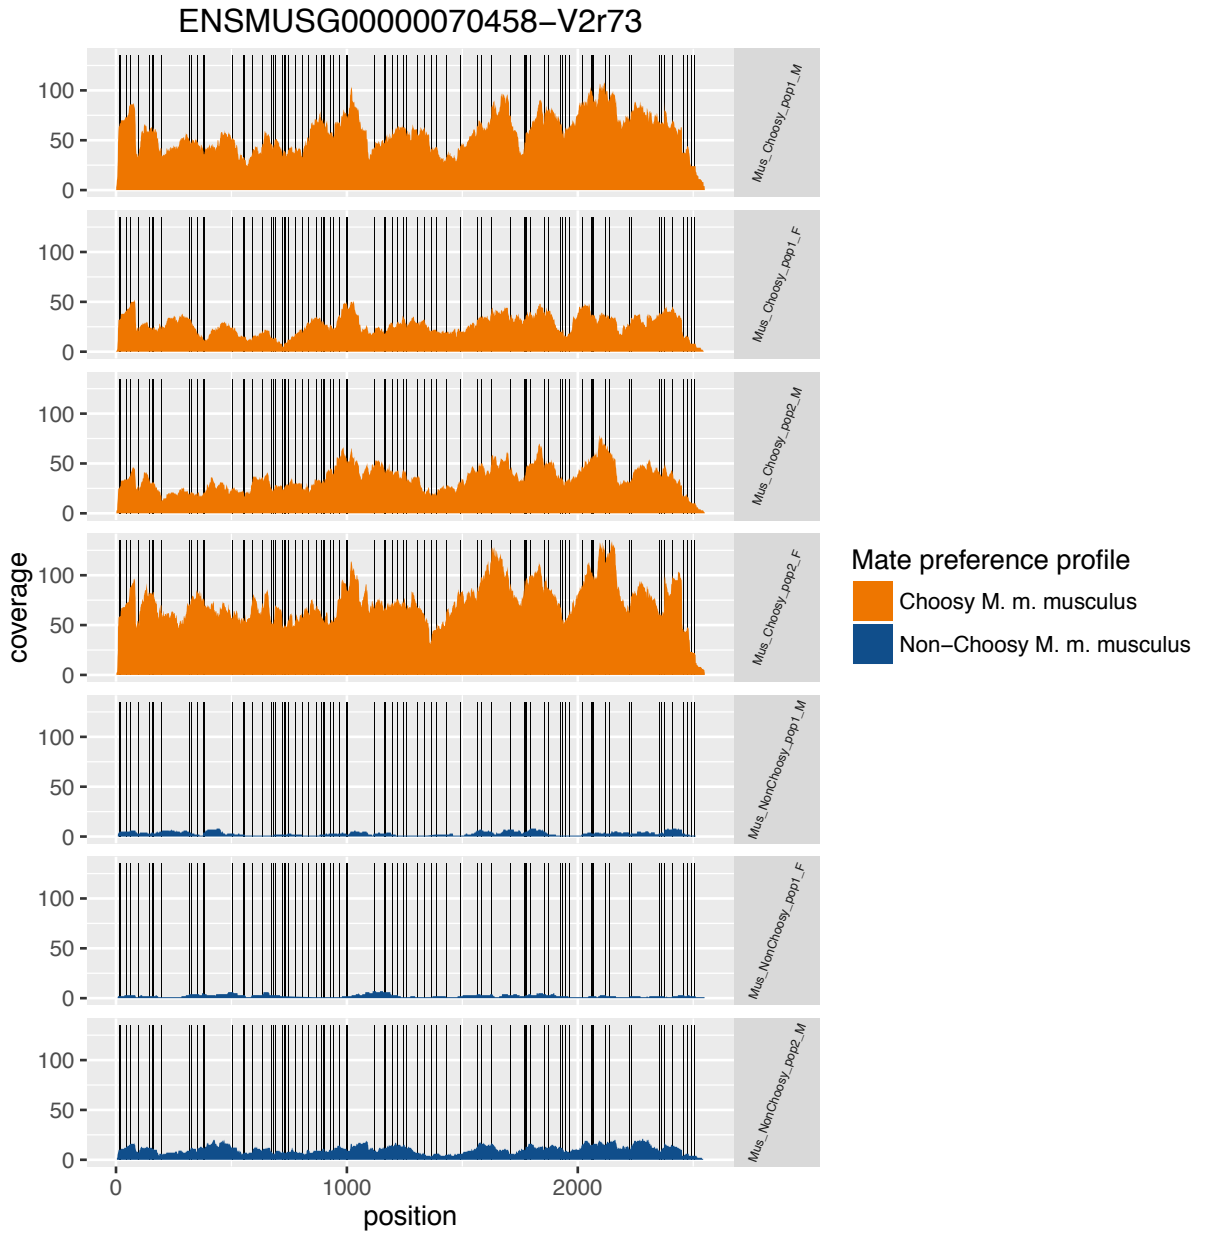 ENSMUSG00000070458−V2r73
100
50
0
Mus_Choosy_pop1_M
100
50
0
Mus_Choosy_pop1_F
100
50
0
Mus_Choosy_pop2_M
100
50
0
Mus_Choosy_pop2_F
100
50
0
Mus_NonChoosy_pop1_M
100
50
0
Mus_NonChoosy_pop1_F
100
50
0
Mus_NonChoosy_pop2_M
0 1000 2000
position
coverage
Mate preference profile
Choosy M. m. musculus
Non−Choosy M. m. musculus